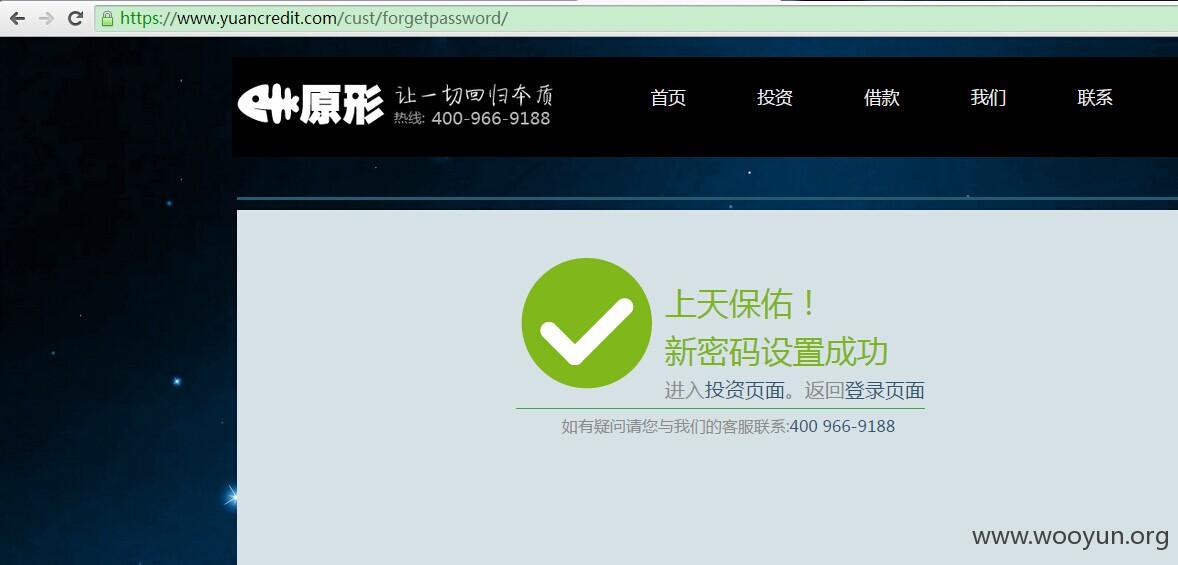 https://www.yuancredit.com/cust/forgetpassword/
原形
让一切回归本质
热线: 400-966-9188
首页 投资 借款 我们 联系
上天保佑！
新密码设置成功
进入投资页面。返回登录页面
如有疑问请您与我们的客服联系:400 966-9188
www.wooyun.org